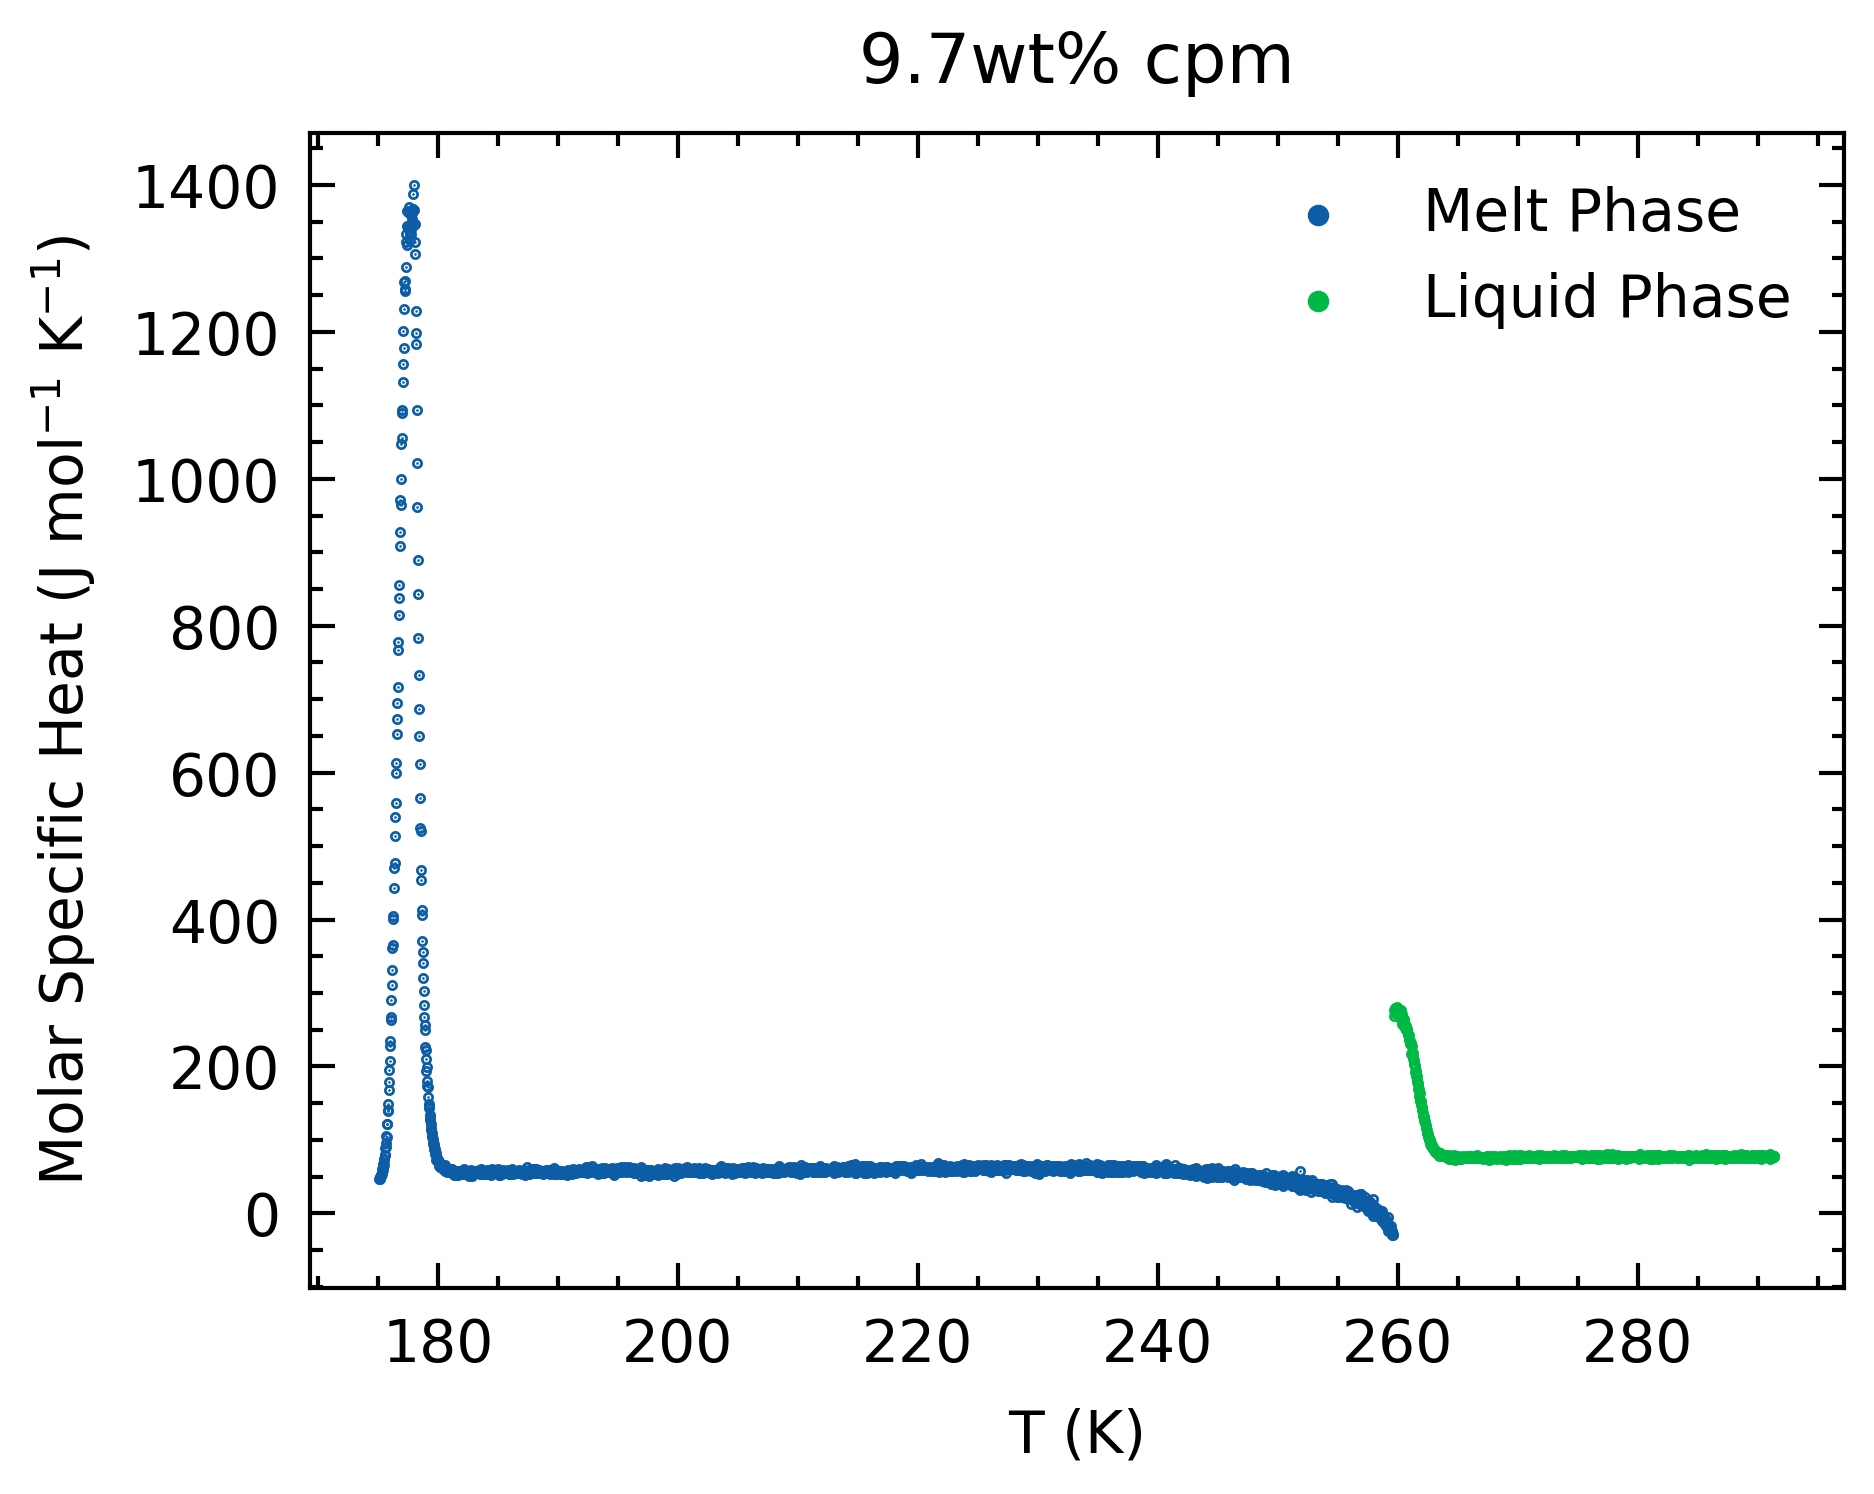 9.7wt% cpm
Molar Specific Heat (J mol⁻¹ K⁻¹)
1400
1200
1000
800
600
400
200
0
Melt Phase
Liquid Phase
180 200 220 240 260 280
T (K)